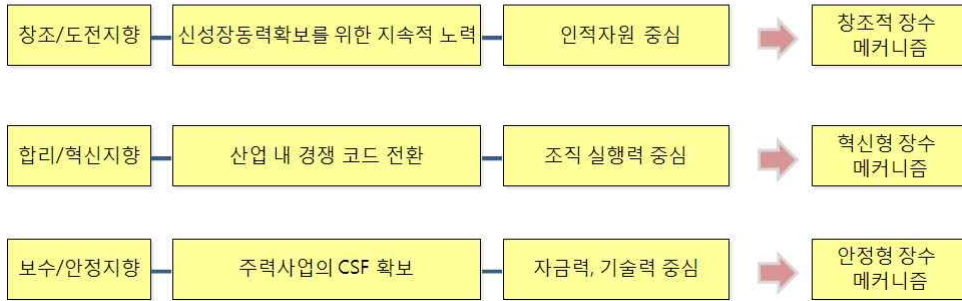 창조/도전지향
신성장동력확보를 위한 지속적 노력
인적자원 중심
창조적 장수
메커니즘
합리/혁신지향
산업 내 경쟁 코드 전환
조직 실행력 중심
혁신형 장수
메커니즘
보수/안정지향
주력사업의 CSF 확보
자금력, 기술력 중심
안정형 장수
메커니즘